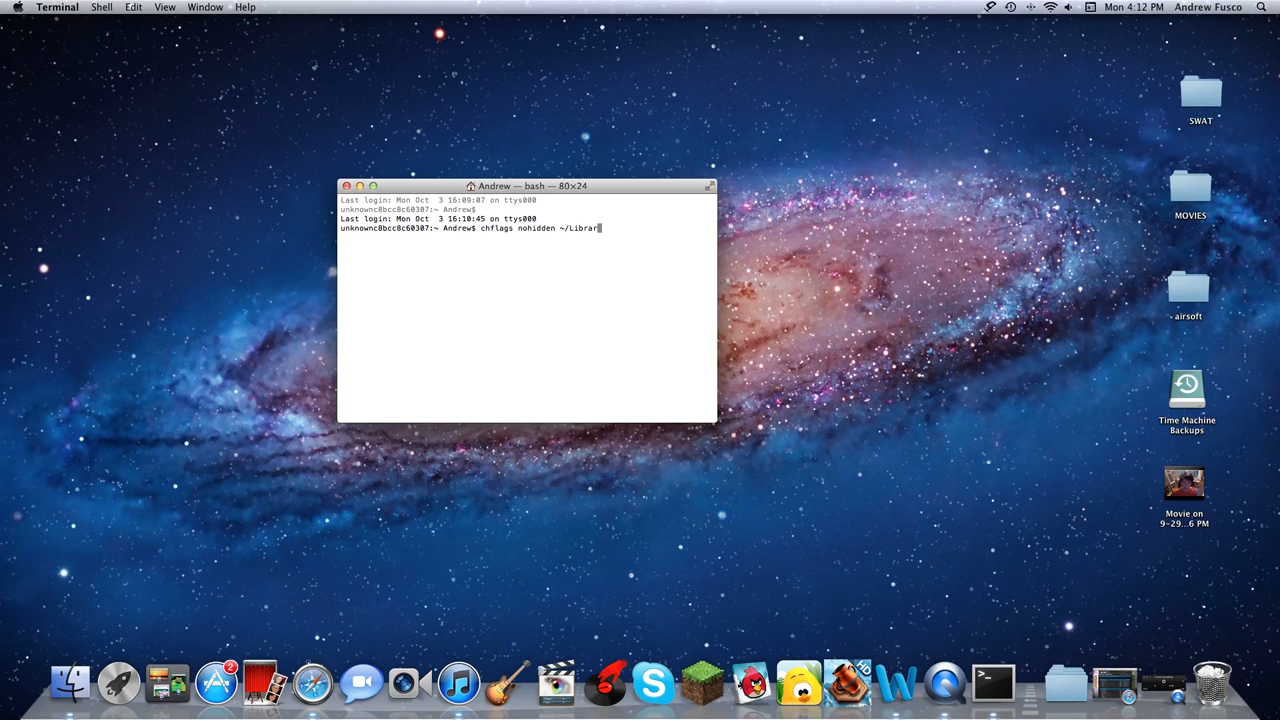 Terminal Shell Edit View Window Help Mon 4:12 PM Andrew Fusco
SWAT
MOVIES
airsoft
Time Machine
Backups
Movie on
9-29...6 PM
Andrew — bash — 80×24
Last login: Mon Oct  3 16:09:07 on ttys000
unknownc8bcc8c60307:~ Andrew$
Last login: Mon Oct  3 16:10:45 on ttys000
unknownc8bcc8c60307:~ Andrew$ chflags nohidden ~/Librar
2
HD